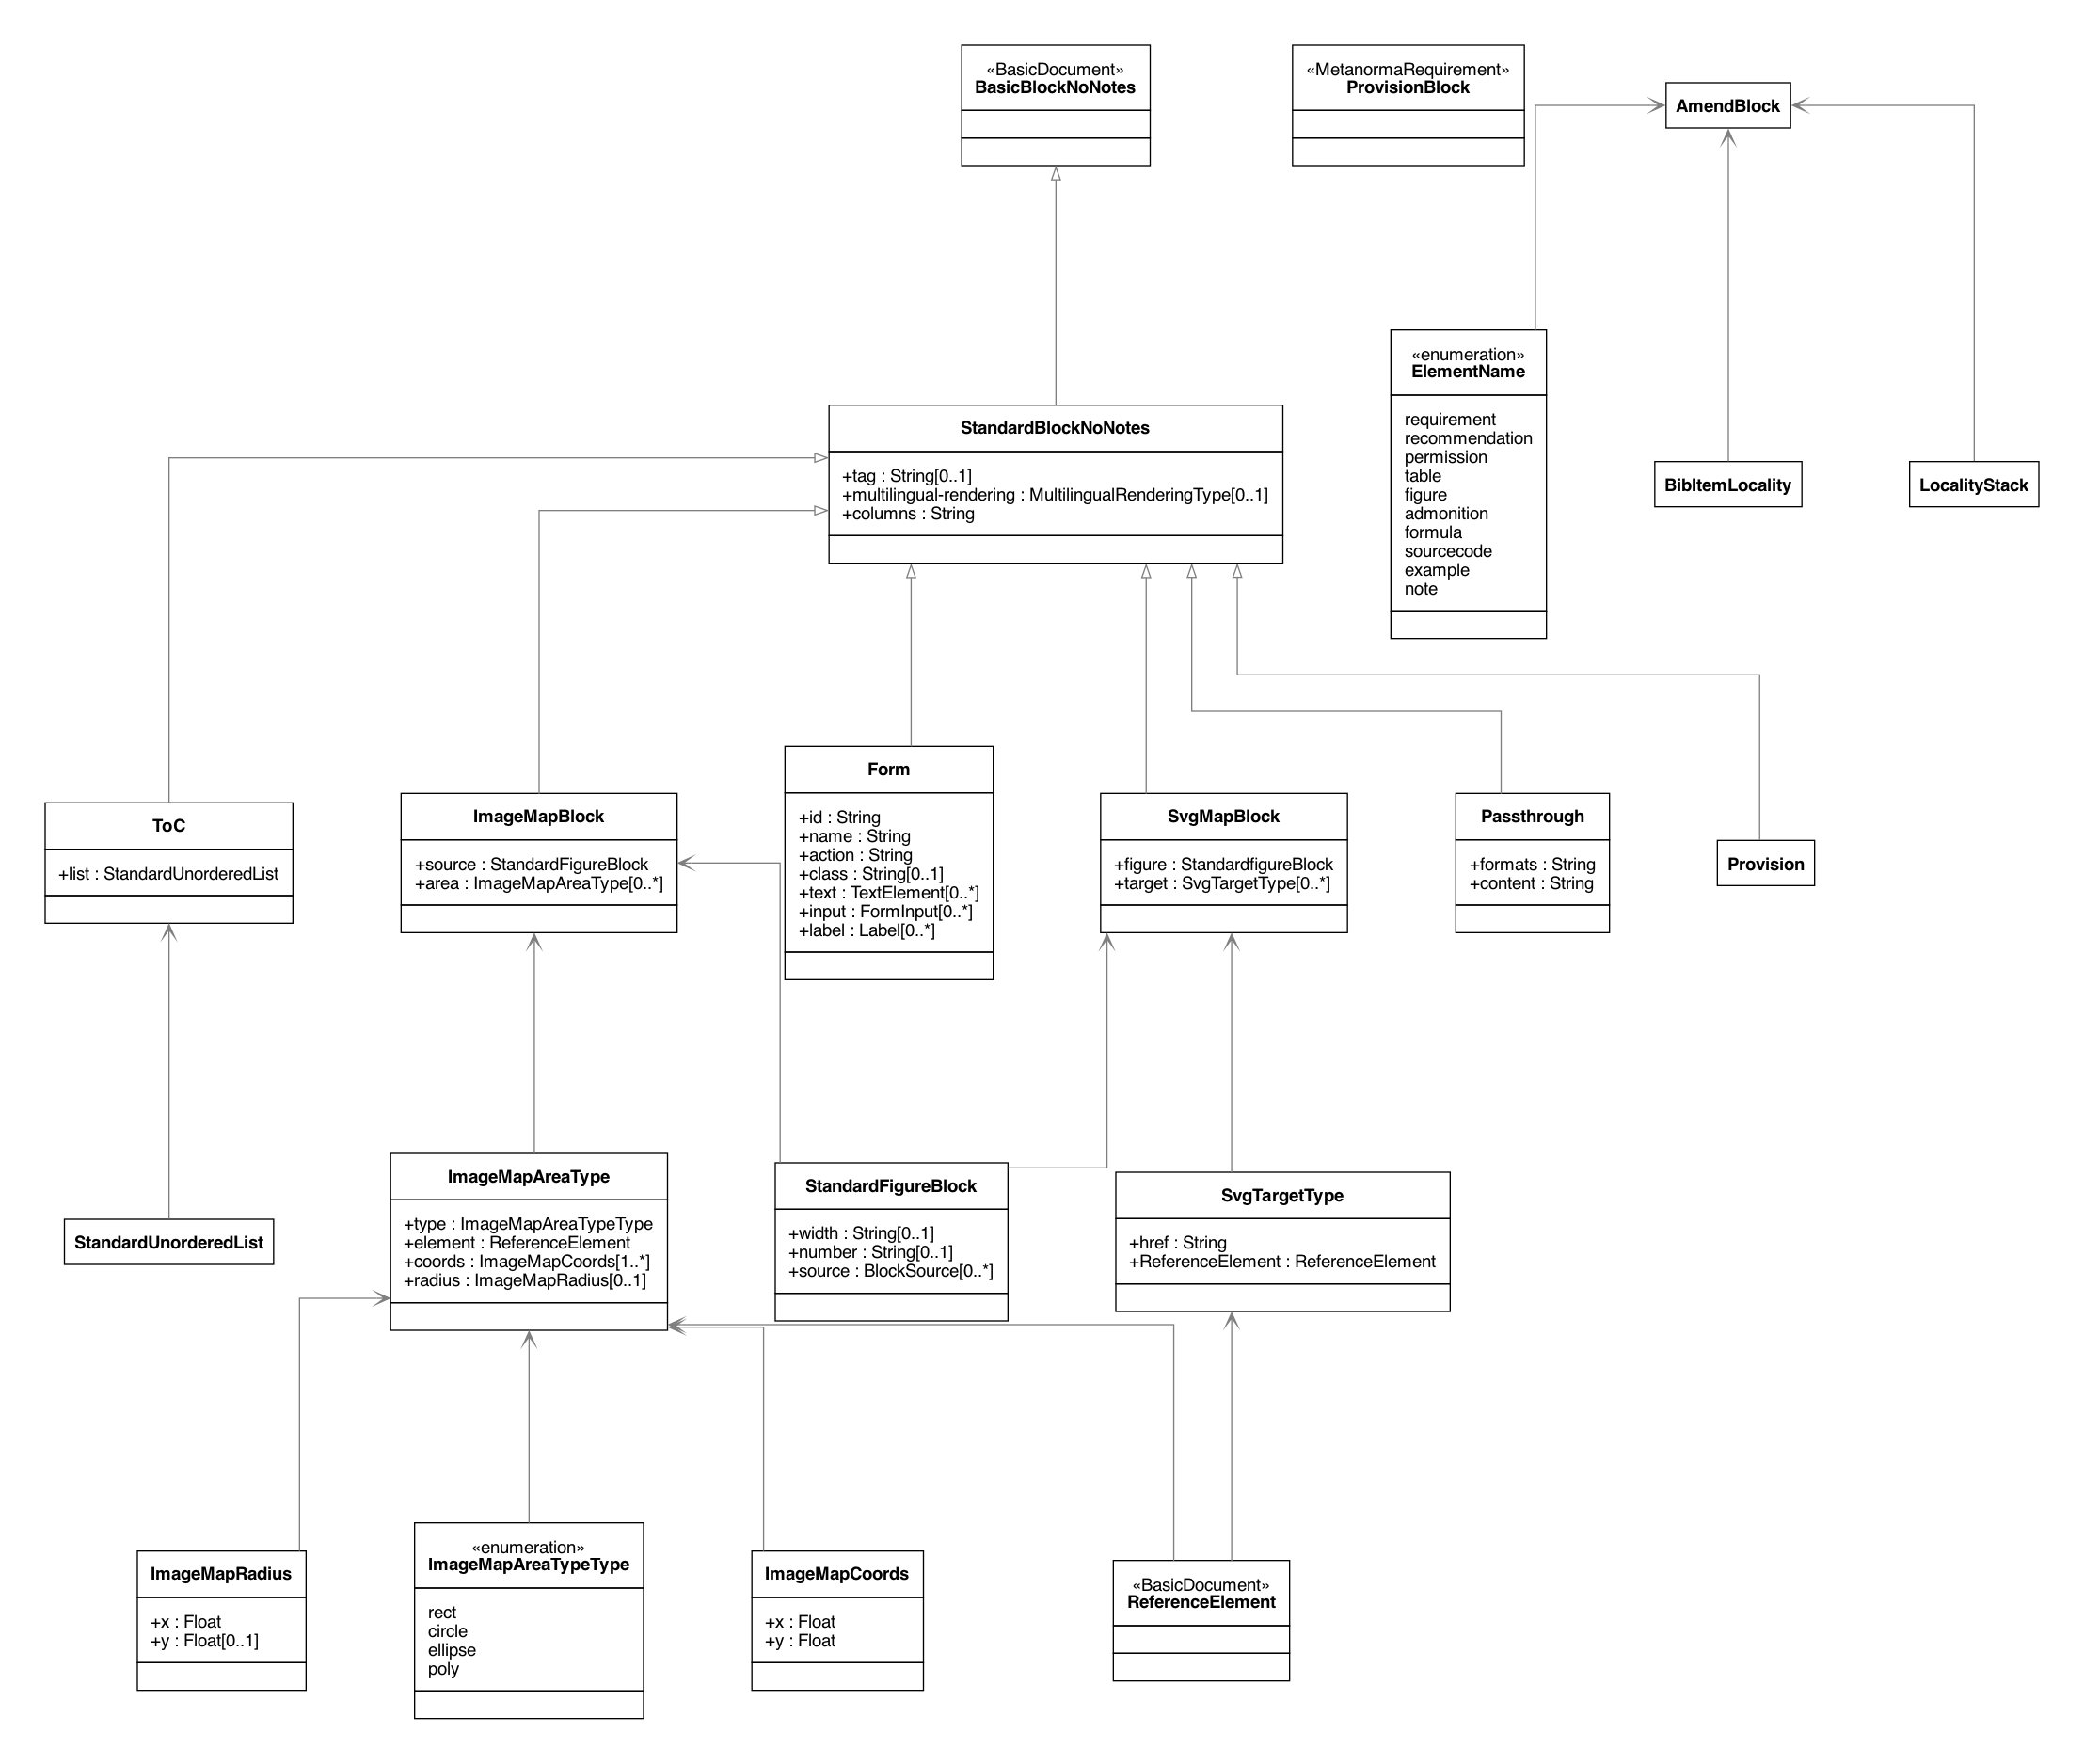 «BasicDocument»
BasicBlockNoNotes
«MetanormaRequirement»
ProvisionBlock
AmendBlock
«enumeration»
ElementName
requirement
recommendation
permission
table
figure
admonition
formula
sourcecode
example
note
BibItemLocality
LocalityStack
StandardBlockNoNotes
+tag : String[0..1]
+multilingual-rendering : MultilingualRenderingType[0..1]
+columns : String
ToC
+list : StandardUnorderedList
ImageMapBlock
+source : StandardFigureBlock
+area : ImageMapAreaType[0..*]
Form
+id : String
+name : String
+action : String
+class : String[0..1]
+text : TextElement[0..*]
+input : FormInput[0..*]
+label : Label[0..*]
SvgMapBlock
+figure : StandardfigureBlock
+target : SvgTargetType[0..*]
Passthrough
+formats : String
+content : String
Provision
StandardUnorderedList
ImageMapAreaType
+type : ImageMapAreaTypeType
+element : ReferenceElement
+coords : ImageMapCoords[1..*]
+radius : ImageMapRadius[0..1]
StandardFigureBlock
+width : String[0..1]
+number : String[0..1]
+source : BlockSource[0..*]
SvgTargetType
+href : String
+ReferenceElement : ReferenceElement
ImageMapRadius
+x : Float
+y : Float[0..1]
«enumeration»
ImageMapAreaTypeType
rect
circle
ellipse
poly
ImageMapCoords
+x : Float
+y : Float
«BasicDocument»
ReferenceElement